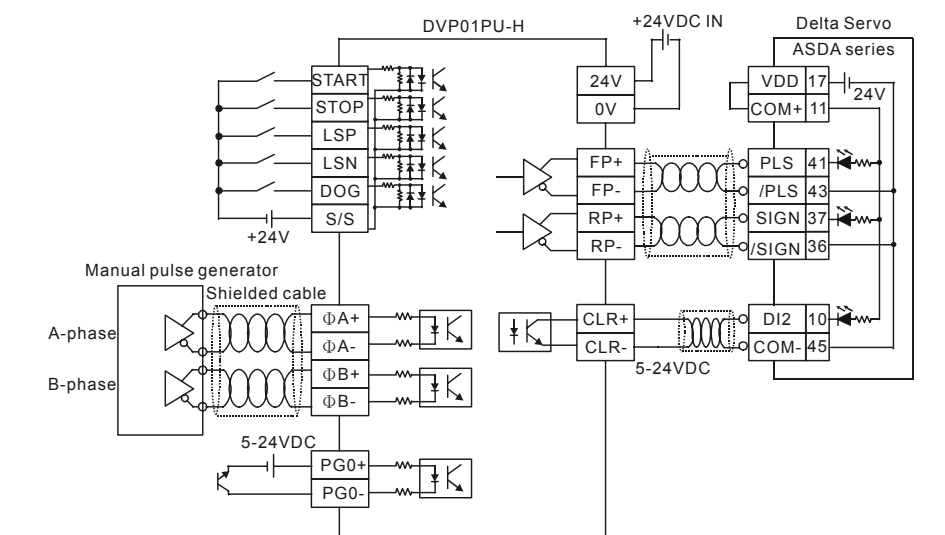 DVP01PU-H
+24VDC IN
Delta Servo
ASDA series
START
STOP
LSP
LSN
DOG
S/S
+24V
24V
0V
VDD 17
24V
COM+ 11
FP+
FP-
RP+
RP-
PLS 41
/PLS 43
SIGN 37
/SIGN 36
Manual pulse generator
Shielded cable
A-phase
B-phase
ΦA+
ΦA-
ΦB+
ΦB-
CLR+
CLR-
5-24VDC
DI2 10
COM- 45
5-24VDC
PG0+
PG0-